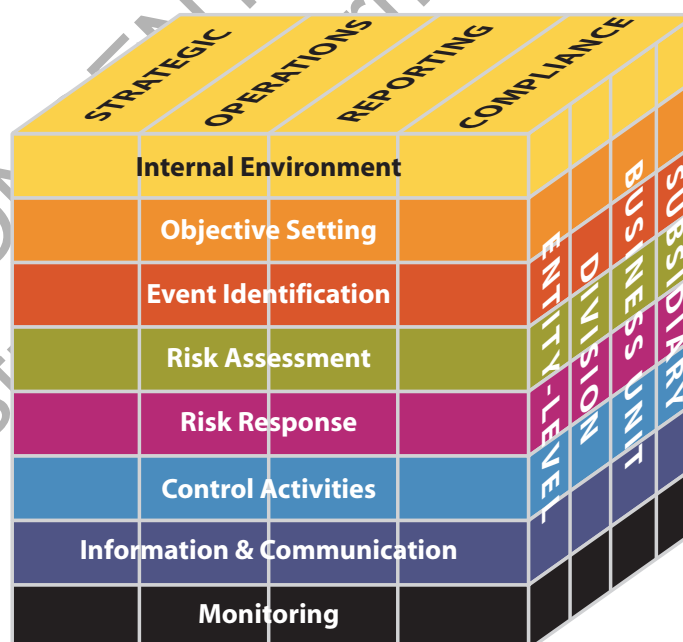 STRATEGIC
OPERATIONS
REPORTING
COMPLIANCE
Internal Environment
Objective Setting
Event Identification
Risk Assessment
Risk Response
Control Activities
Information & Communication
Monitoring
ENTITY-LEVEL
DIVISION
BUSINESS UNIT
SUBSIDIARY